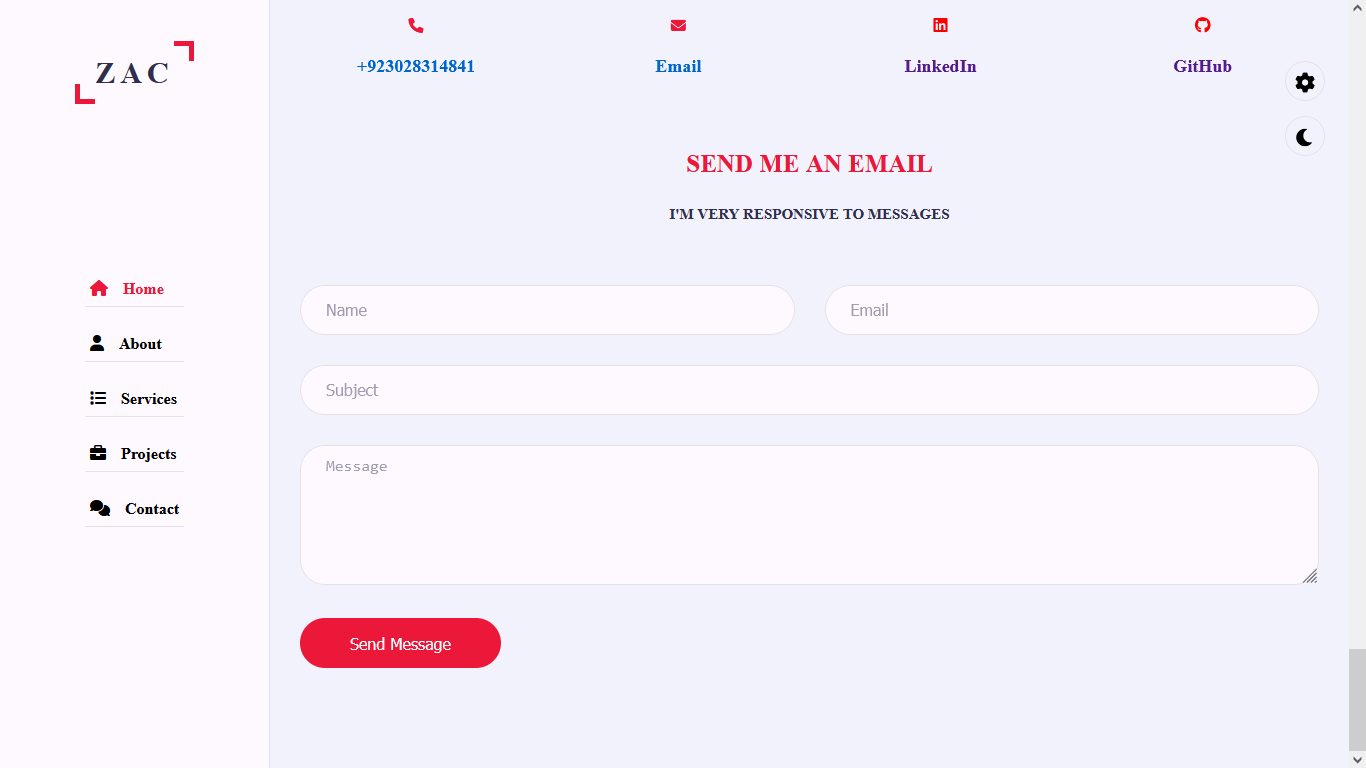 ZAC
Home
About
Services
Projects
Contact
+923028314841
Email
LinkedIn
GitHub
SEND ME AN EMAIL
I'M VERY RESPONSIVE TO MESSAGES
Name
Email
Subject
Message
Send Message